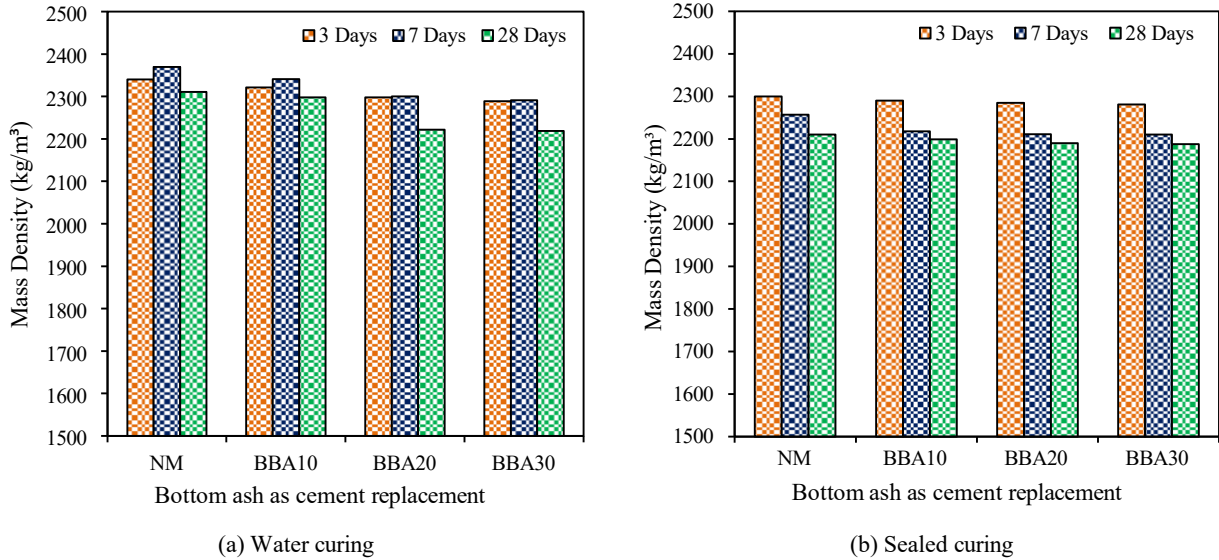 2500
2400
2300
2200
2100
2000
1900
1800
1700
1600
1500
Mass Density (kg/m³)
3 Days 7 Days 28 Days
NM BBA10 BBA20 BBA30
Bottom ash as cement replacement
(a) Water curing
2500
2400
2300
2200
2100
2000
1900
1800
1700
1600
1500
Mass Density (kg/m³)
3 Days 7 Days 28 Days
NM BBA10 BBA20 BBA30
Bottom ash as cement replacement
(b) Sealed curing